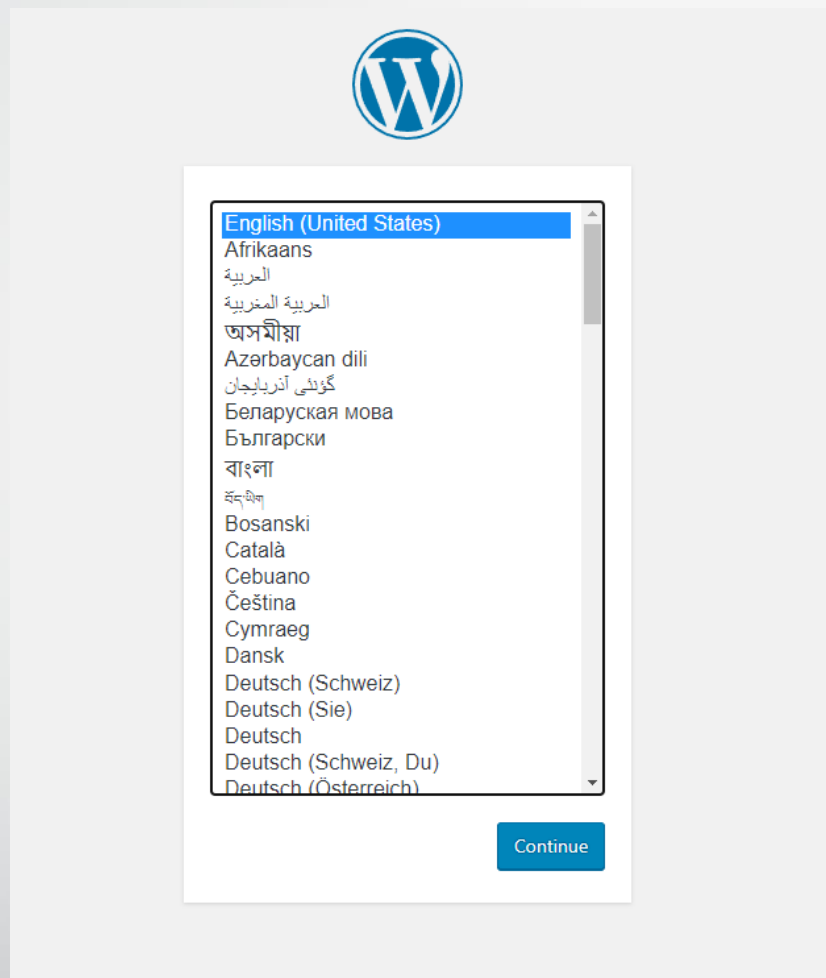 English (United States)
Afrikaans
العربية
العربية المغربية
অসমীয়া
Azərbaycan dili
گؤنئی آذربایجان
Беларуская мова
Български
বাংলা
བོད་ཡིག
Bosanski
Català
Cebuano
Čeština
Cymraeg
Dansk
Deutsch (Schweiz)
Deutsch (Sie)
Deutsch
Deutsch (Schweiz, Du)
Deutsch (Österreich)
Continue